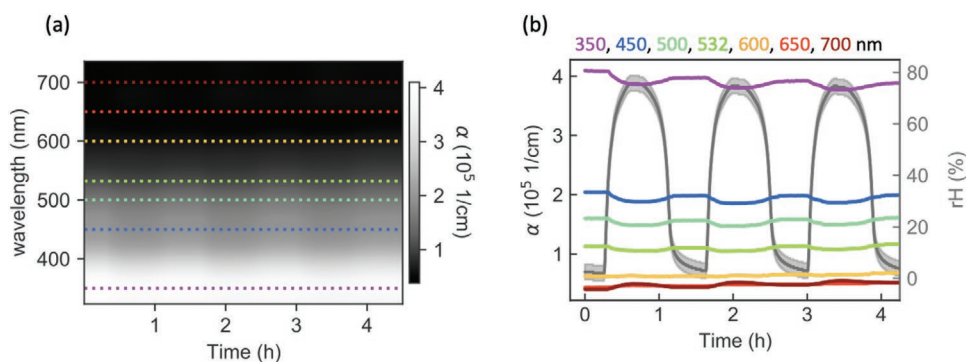 (a)
wavelength (nm)
700
600
500
400
1
2
3
4
Time (h)
4
3
2
1
α (10⁵ 1/cm)
(b)
350, 450, 500, 532, 600, 650, 700 nm
α (10⁵ 1/cm)
4
3
2
1
0
1
2
3
4
Time (h)
80
60
40
20
0
rH (%)